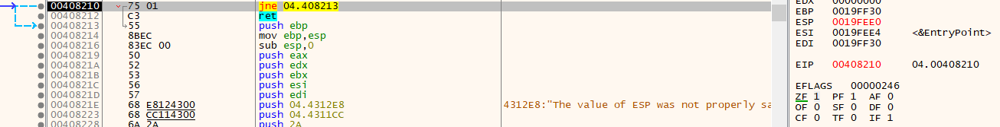 00408210 75 01 jne 04.408213
00408212 C3 ret
00408213 55 push ebp
00408214 8BEC mov ebp,esp
00408216 83EC 00 sub esp,0
00408219 50 push eax
0040821A 52 push edx
0040821B 53 push ebx
0040821C 56 push esi
0040821D 57 push edi
0040821E 68 E8124300 push 04.4312E8 4312E8:"The value of ESP was not properly sa
00408223 68 CC114300 push 04.4311CC
00408228 6A 2A push 2A
EDX 00000000
EBP 0019FF30
ESP 0019FEE0
ESI 0019FEE4 <&EntryPoint>
EDI 0019FF30
EIP 00408210 04.00408210
EFLAGS 00000246
ZF 1 PF 1 AF 0
OF 0 SF 0 DF 0
CF 0 TF 0 IF 1